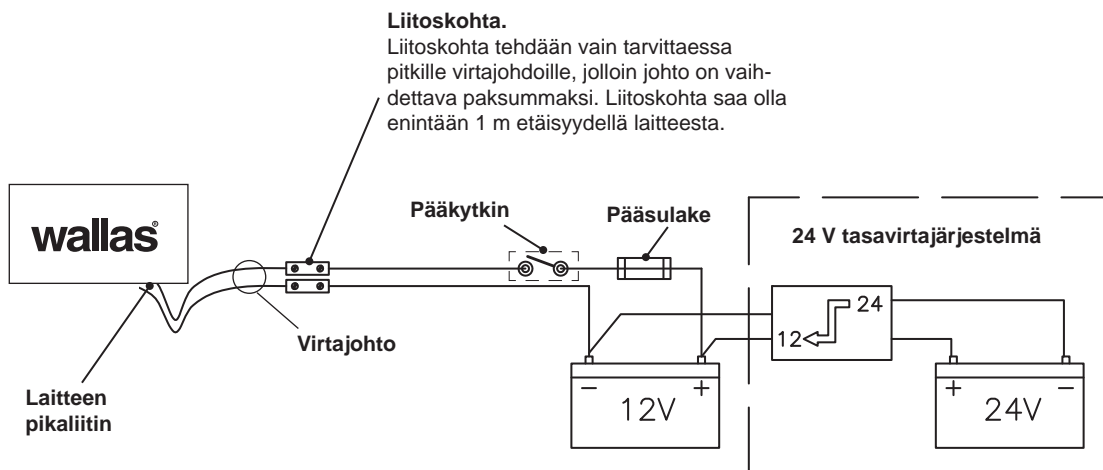 Liitoskohta.
Liitoskohta tehdään vain tarvittaessa
pitkille virtajohdoille, jolloin johto on vaih-
dettava paksummaksi. Liitoskohta saa olla
enintään 1 m etäisyydellä laitteesta.
wallas®
Pääkytkin
Pääsulake
24 V tasavirtajärjestelmä
24
12
Virtajohto
Laitteen
pikaliitin
− +
12V
+ −
24V